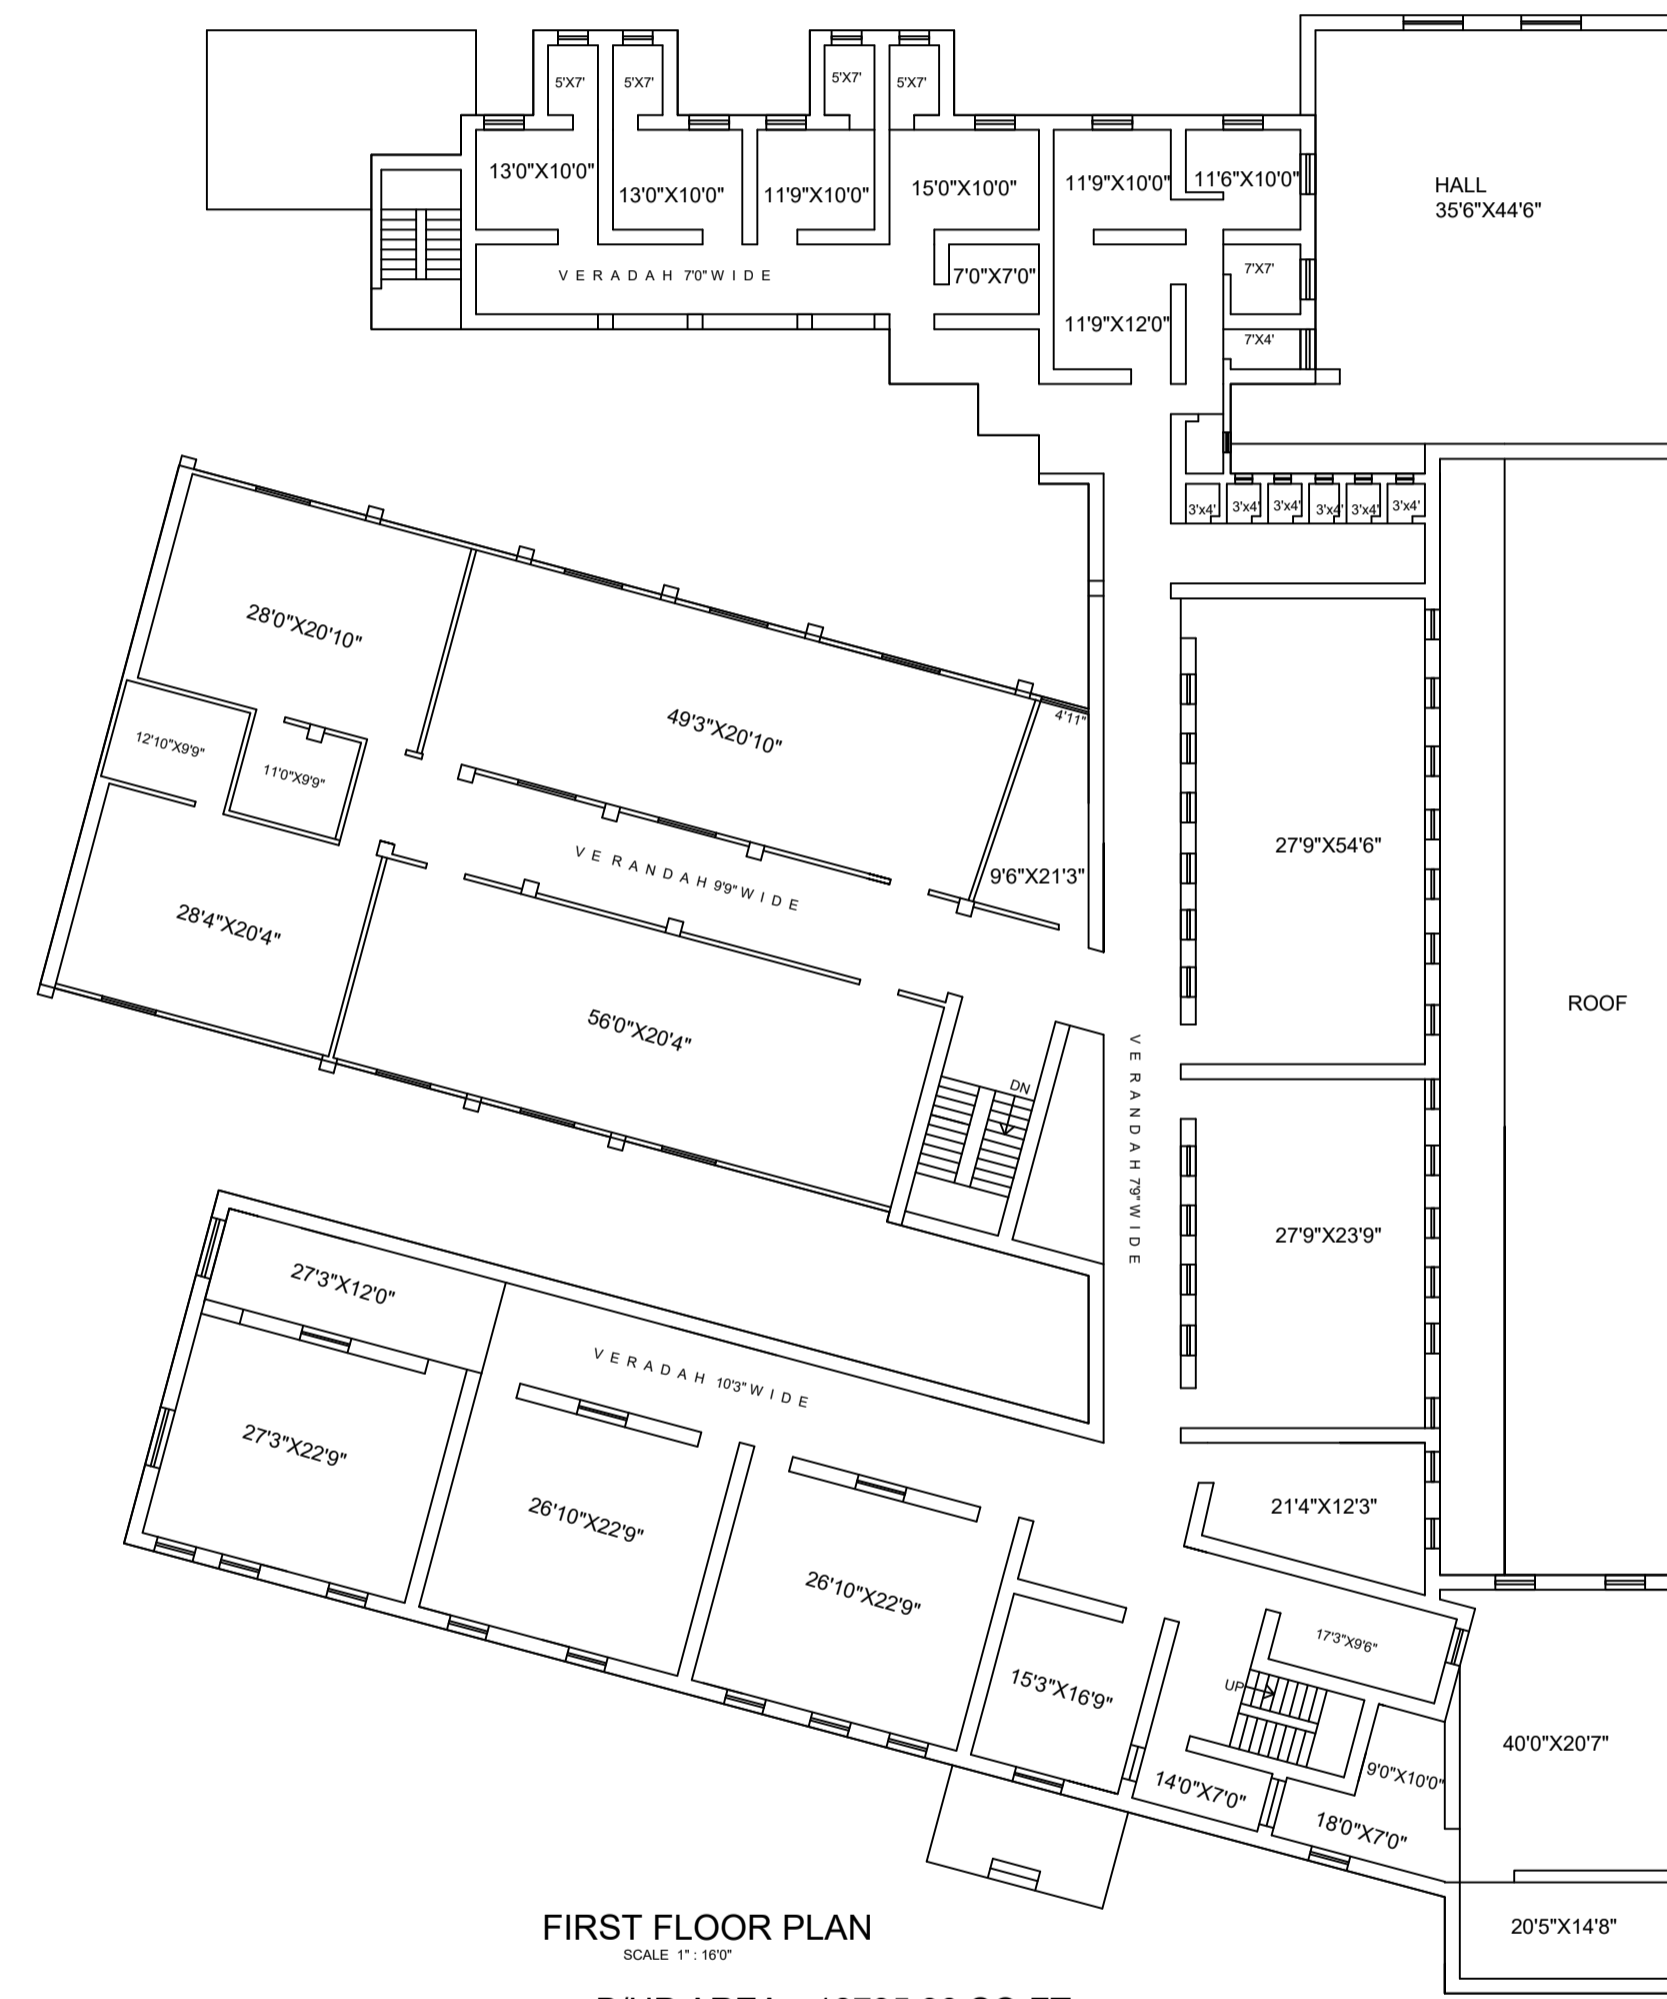 5'X7'
5'X7'
5'X7'
5'X7'
13'0"X10'0"
13'0"X10'0"
11'9"X10'0"
15'0"X10'0"
11'9"X10'0"
11'6"X10'0"
HALL
35'6"X44'6"
VERADAH 7'0" WIDE
7'0"X7'0"
7'X7'
11'9"X12'0"
7'X4'
3'x4'
3'x4'
3'x4'
3'x4'
3'x4'
3'x4'
28'0"X20'10"
49'3"X20'10"
4'11"
12'10"X9'9"
11'0"X9'9"
27'9"X54'6"
VERANDAH 9'9" WIDE
9'6"X21'3"
28'4"X20'4"
56'0"X20'4"
ROOF
DN
VERANDAH 7'9" WIDE
27'9"X23'9"
27'3"X12'0"
VERADAH 10'3" WIDE
27'3"X22'9"
26'10"X22'9"
21'4"X12'3"
26'10"X22'9"
17'3"X9'6"
15'3"X16'9"
UP
40'0"X20'7"
9'0"X10'0"
14'0"X7'0"
18'0"X7'0"
20'5"X14'8"
FIRST FLOOR PLAN
SCALE 1" : 16'0"